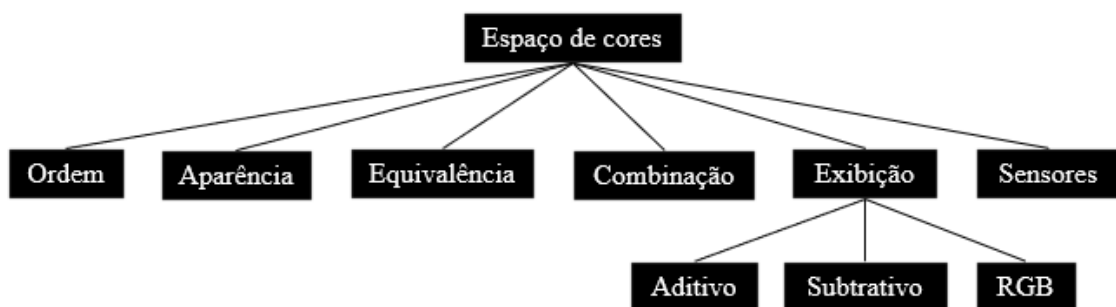 Espaço de cores
Ordem
Aparência
Equivalência
Combinação
Exibição
Sensores
Aditivo
Subtrativo
RGB